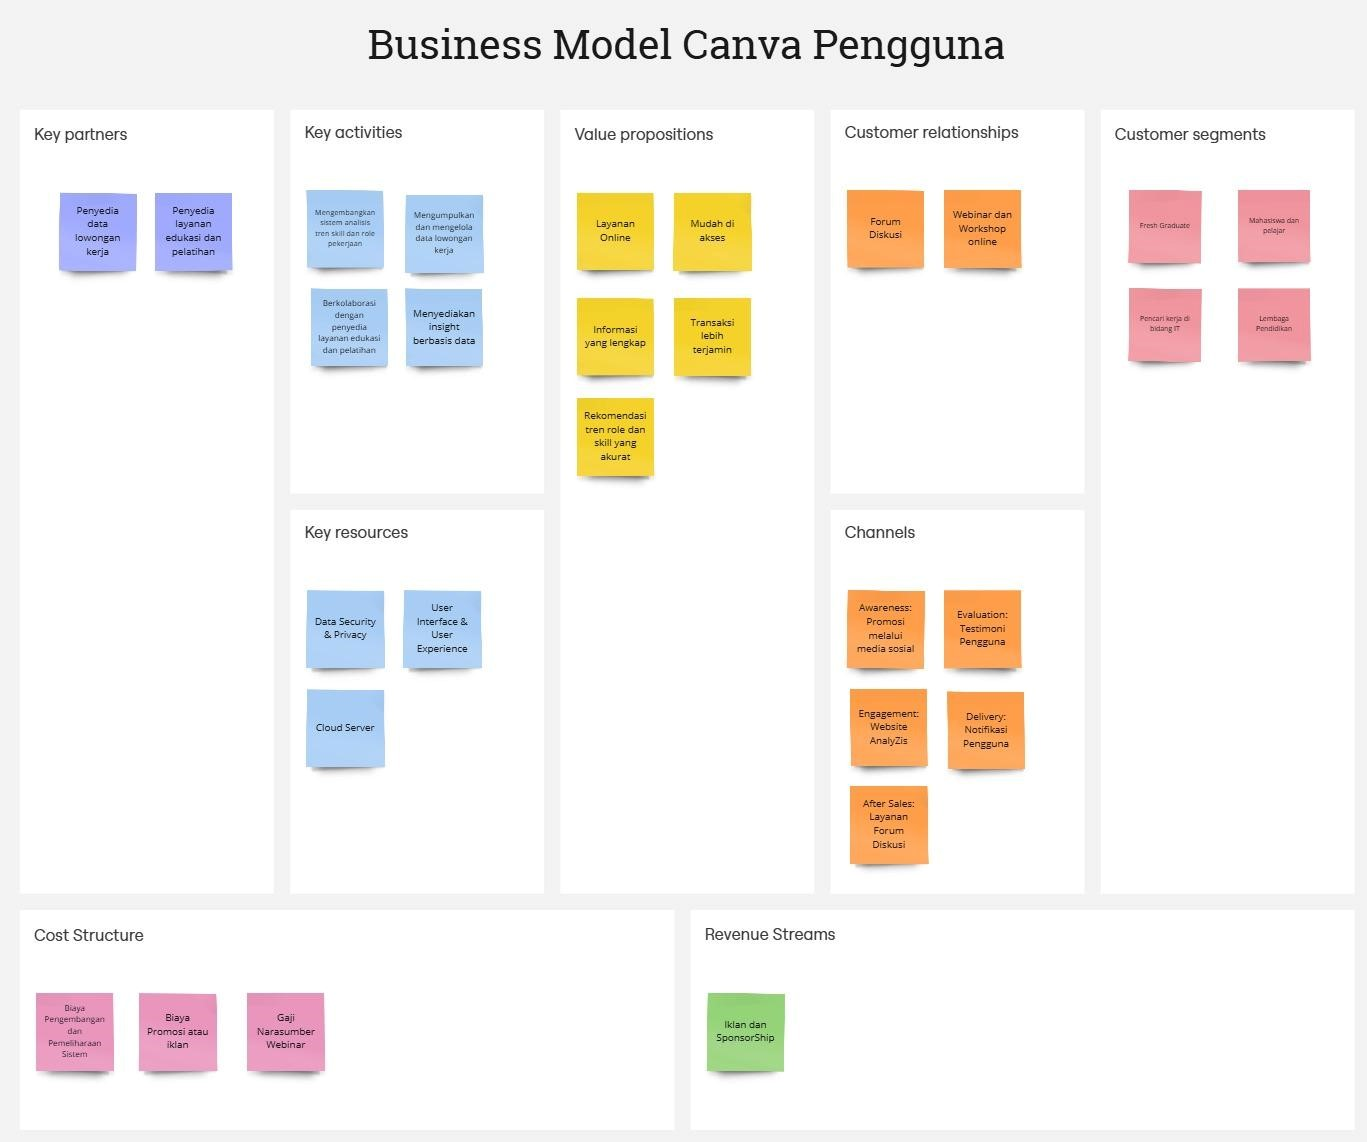 Business Model Canva Pengguna
Key partners
Penyedia
data
lowongan
kerja
Penyedia
layanan
edukasi dan
pelatihan
Key activities
Mengembangkan
sistem analisis
tren skill dan role
pekerjaan
Mengumpulkan
dan mengelola
data lowongan
kerja
Berkolaborasi
dengan
penyedia
layanan edukasi
dan pelatihan
Menyediakan
insight
berbasis data
Key resources
Data Security
& Privacy
User
Interface &
User
Experience
Cloud Server
Value propositions
Layanan
Online
Mudah di
akses
Informasi
yang lengkap
Transaksi
lebih
terjamin
Rekomendasi
tren role dan
skill yang
akurat
Customer relationships
Forum
Diskusi
Webinar dan
Workshop
online
Channels
Awareness:
Promosi
melalui
media sosial
Evaluation:
Testimoni
Pengguna
Engagement:
Website
AnalyZis
Delivery:
Notifikasi
Pengguna
After Sales:
Layanan
Forum
Diskusi
Customer segments
Fresh Graduate
Mahasiswa dan
pelajar
Pencari kerja di
bidang IT
Lembaga
Pendidikan
Cost Structure
Biaya
Pengembangan
dan
Pemeliharaan
Sistem
Biaya
Promosi atau
iklan
Gaji
Narasumber
Webinar
Revenue Streams
Iklan dan
SponsorShip